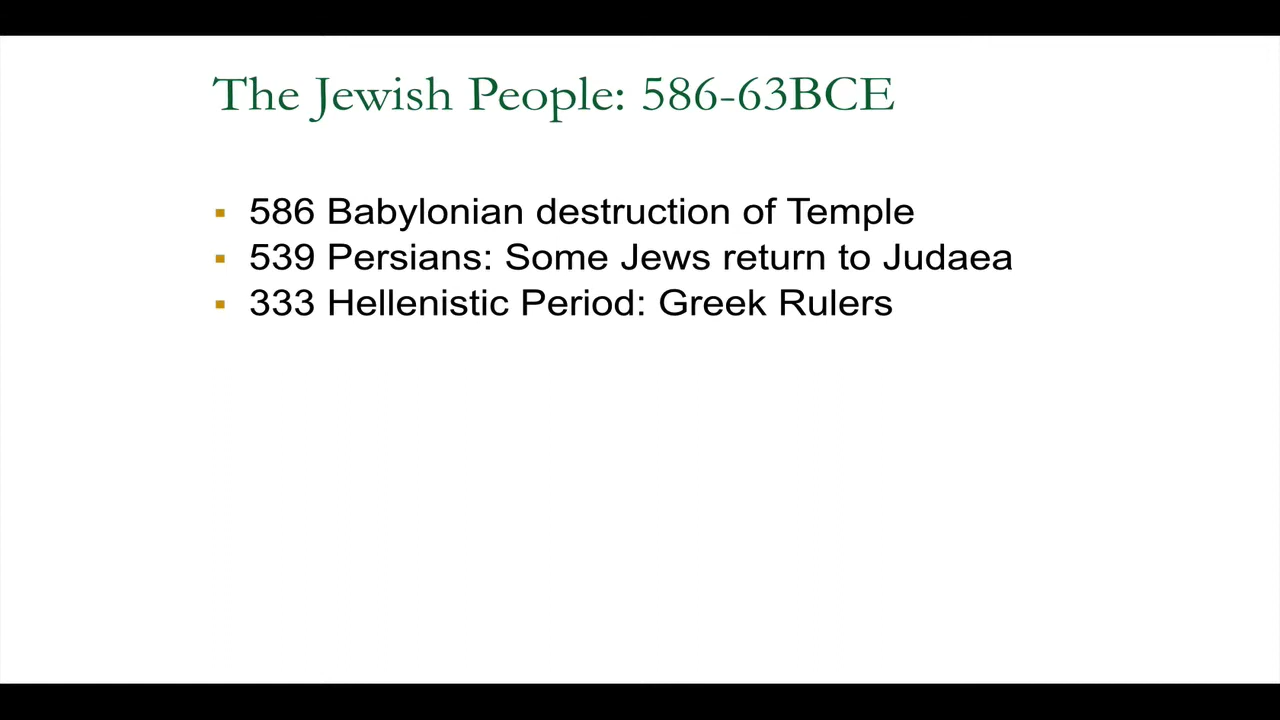 The Jewish People: 586-63BCE
▪ 586 Babylonian destruction of Temple
▪ 539 Persians: Some Jews return to Judaea
▪ 333 Hellenistic Period: Greek Rulers